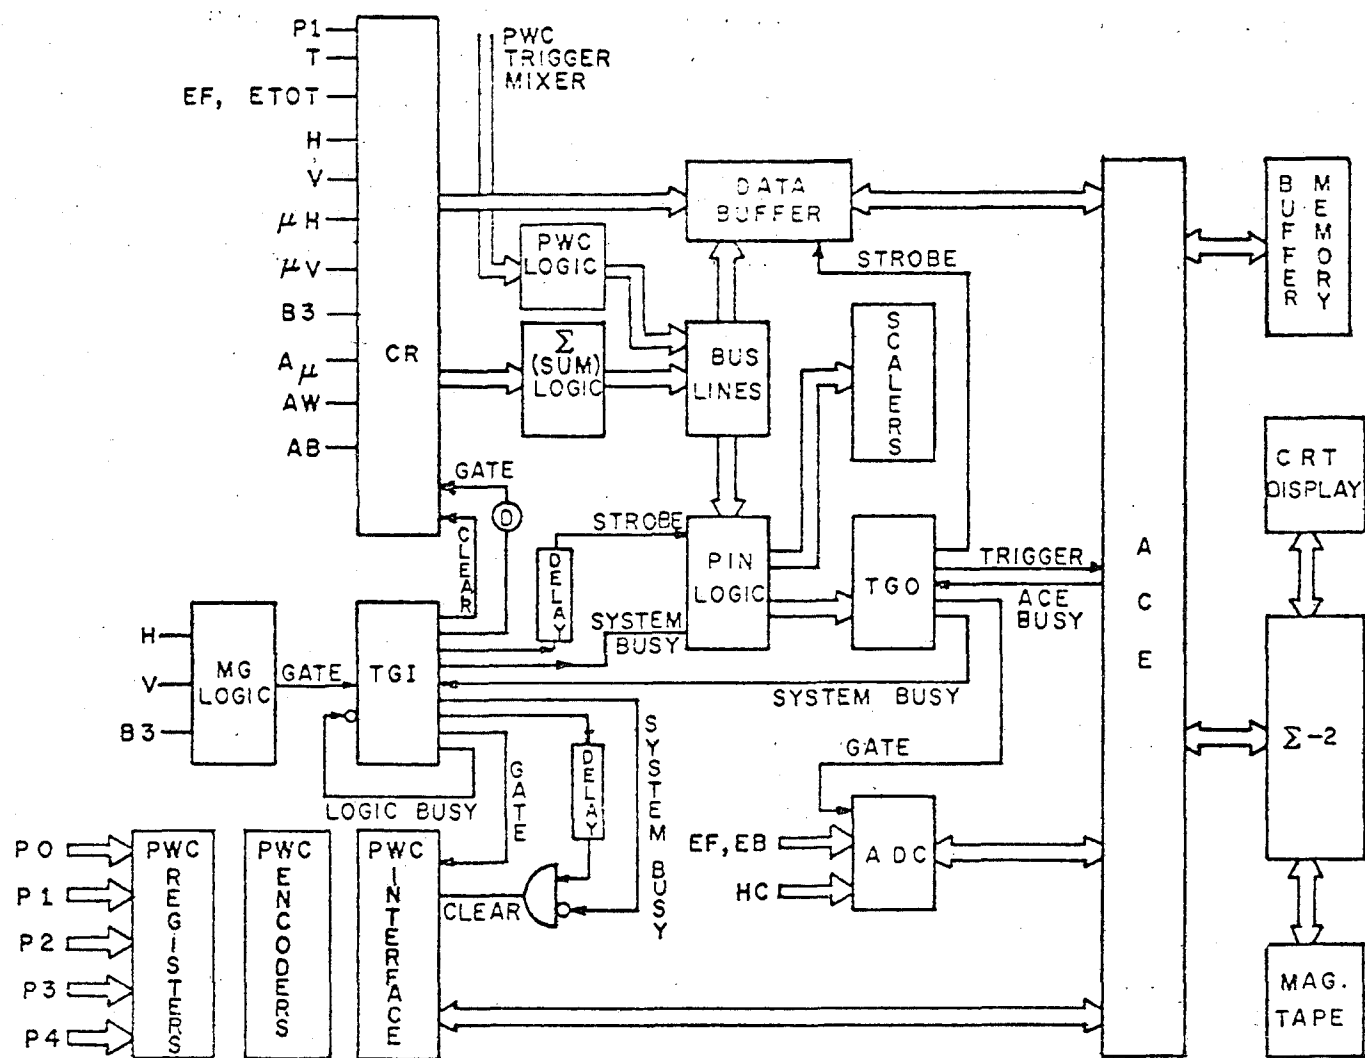 P1
T
EF, ETOT
H
V
μH
μV
B3
Aμ
AW
AB
CR
PWC
TRIGGER
MIXER
PWC
LOGIC
Σ
(SUM)
LOGIC
DATA
BUFFER
STROBE
BUS
LINES
SCALERS
GATE
D
CLEAR
STROBE
DELAY
PIN
LOGIC
TGO
TRIGGER
ACE
BUSY
SYSTEM
BUSY
SYSTEM BUSY
H
V
B3
MG
LOGIC
GATE
TGI
LOGIC BUSY
GATE
DELAY
SYSTEM BUSY
GATE
EF, EB
HC
ADC
CLEAR
P0
P1
P2
P3
P4
PWC
REGISTERS
PWC
ENCODERS
PWC
INTERFACE
ACE
BUFFER
MEMORY
CRT
DISPLAY
Σ-2
MAG.
TAPE